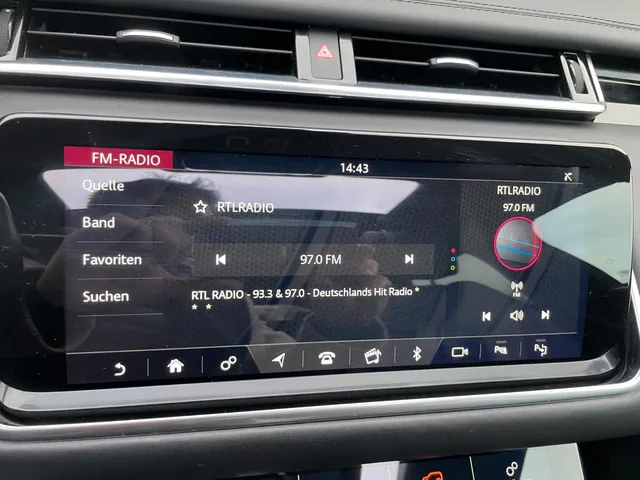 FM-RADIO
14:43
Quelle
Band
Favoriten
Suchen
RTLRADIO
97.0 FM
RTL RADIO - 93.3 & 97.0 - Deutschlands Hit Radio *
* *
RTLRADIO
97.0 FM
FM